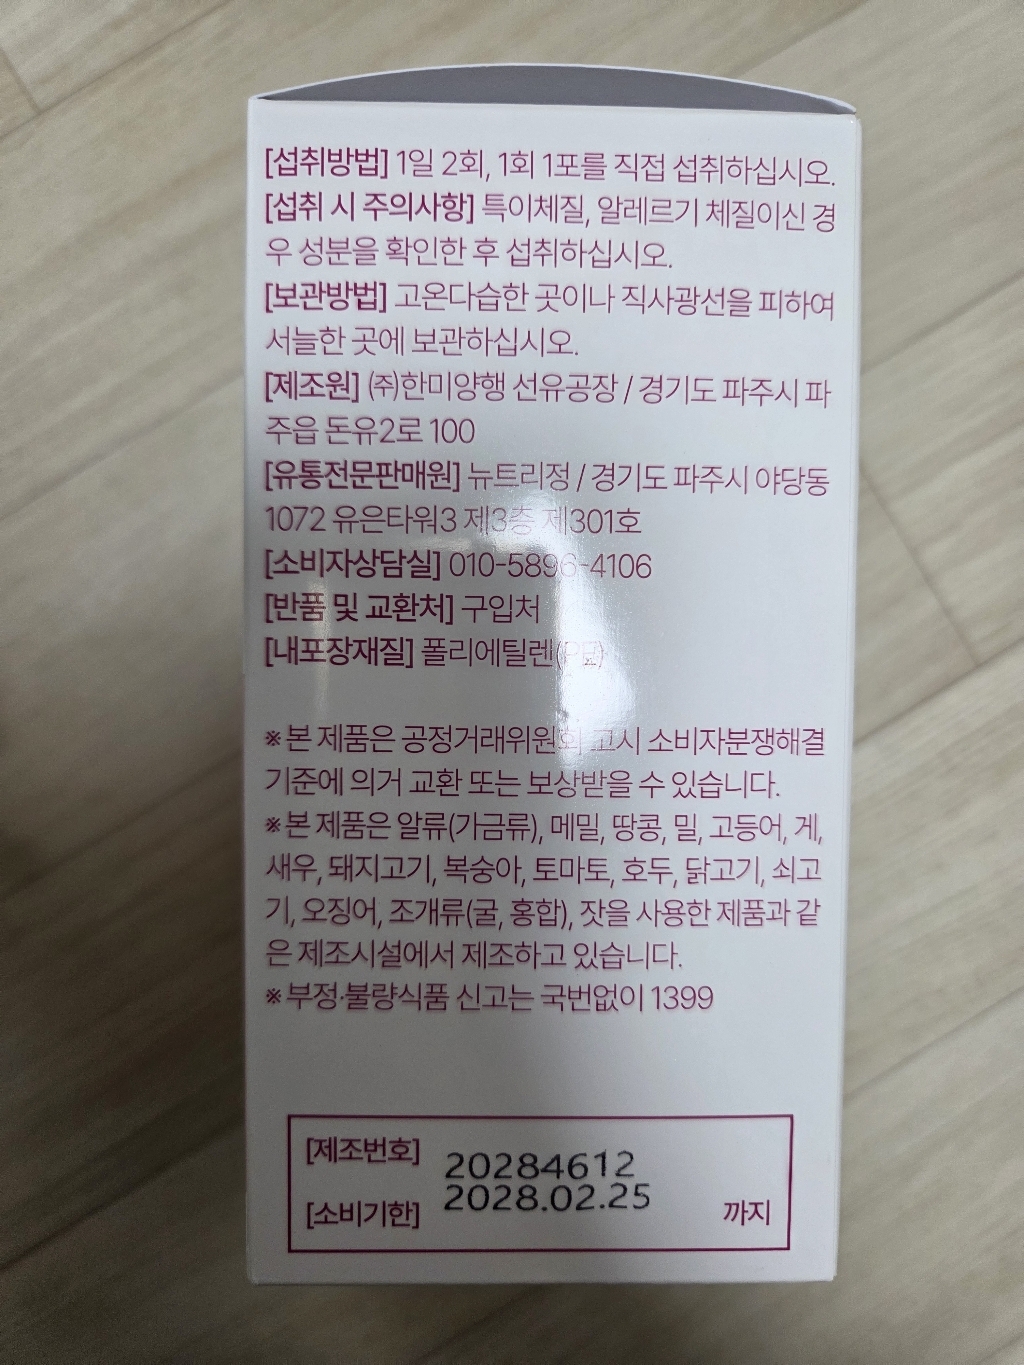 [섭취방법] 1일 2회, 1회 1포를 직접 섭취하십시오.
[섭취 시 주의사항] 특이체질, 알레르기 체질이신 경
우 성분을 확인한 후 섭취하십시오.
[보관방법] 고온다습한 곳이나 직사광선을 피하여
서늘한 곳에 보관하십시오.
[제조원] ㈜한미양행 선유공장 / 경기도 파주시 파
주읍 돈유2로 100
[유통전문판매원] 뉴트리정 / 경기도 파주시 야당동
1072 유은타워3 제3층 제301호
[소비자상담실] 010-5896-4106
[반품 및 교환처] 구입처
[내포장재질] 폴리에틸렌(PE)
※본 제품은 공정거래위원회 고시 소비자분쟁해결
기준에 의거 교환 또는 보상받을 수 있습니다.
※본 제품은 알류(가금류), 메밀, 땅콩, 밀, 고등어, 게,
새우, 돼지고기, 복숭아, 토마토, 호두, 닭고기, 쇠고
기, 오징어, 조개류(굴, 홍합), 잣을 사용한 제품과 같
은 제조시설에서 제조하고 있습니다.
※부정·불량식품 신고는 국번없이 1399
[제조번호] 20284612
[소비기한] 2028.02.25 까지